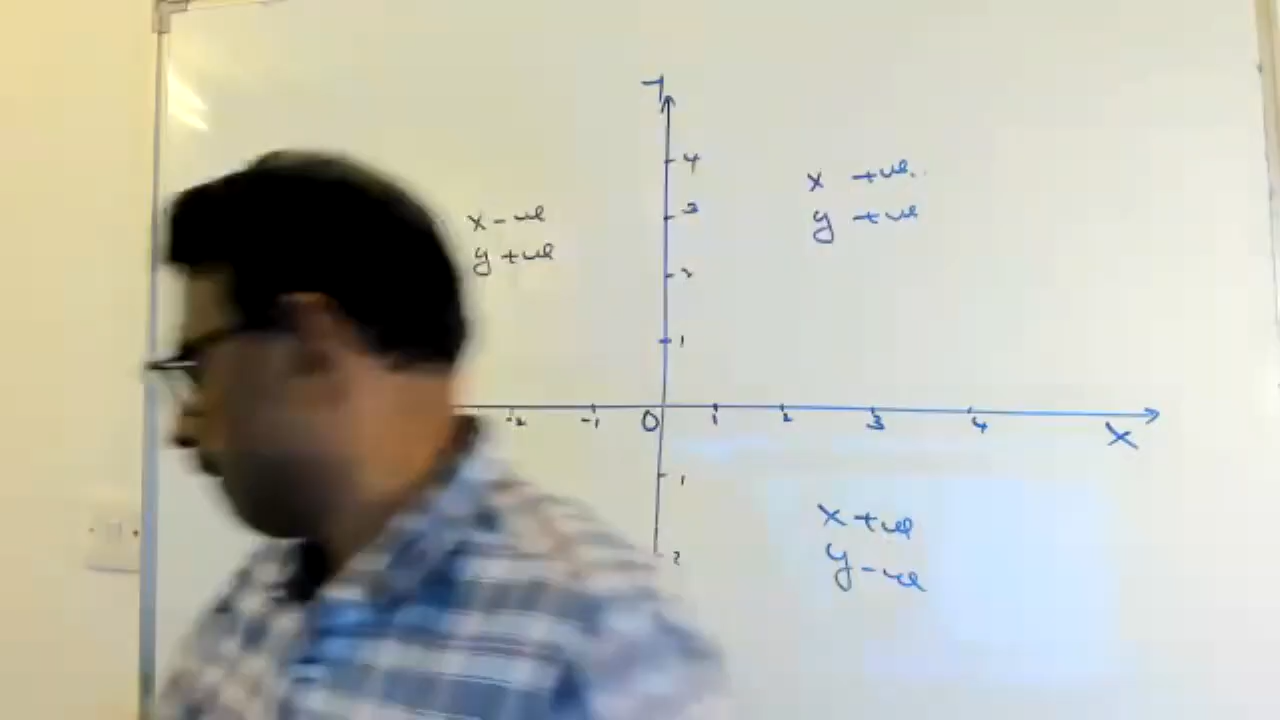 Y
4
x +ve.
3
x -ve
y +ve
y +ve
2
1
-2 -1 0 1 2 3 4
X
1
x +ve
2
y -ve